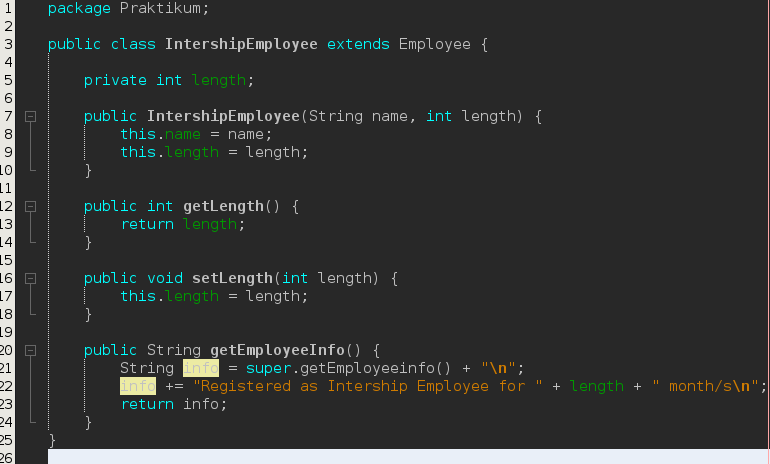 1 package Praktikum;
2
3 public class IntershipEmployee extends Employee {
4
5     private int length;
6
7     public IntershipEmployee(String name, int length) {
8         this.name = name;
9         this.length = length;
10     }
11
12     public int getLength() {
13         return length;
14     }
15
16     public void setLength(int length) {
17         this.length = length;
18     }
19
20     public String getEmployeeInfo() {
21         String info = super.getEmployeeinfo() + "\n";
22         info += "Registered as Intership Employee for " + length + " month/s\n";
23         return info;
24     }
25 }
26